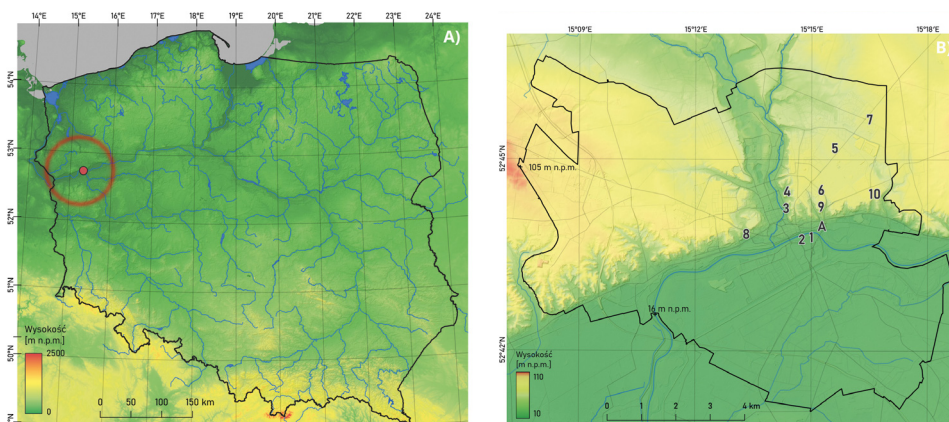 14°E 15°E 16°E 17°E 18°E 19°E 20°E 21°E 22°E 23°E 24°E
A)
54°N
53°N
52°N
51°N
50°N
Wysokość
[m n.p.m.]
2500
0
0 50 100 150 km
15°09'E 15°12'E 15°15'E 15°18'E
B)
52°45'N
52°42'N
105 m n.p.m.
7
5
4
6
10
3
9
A
8
2 1
16 m n.p.m.
Wysokość
[m n.p.m.]
110
10
0 1 2 3 4 km